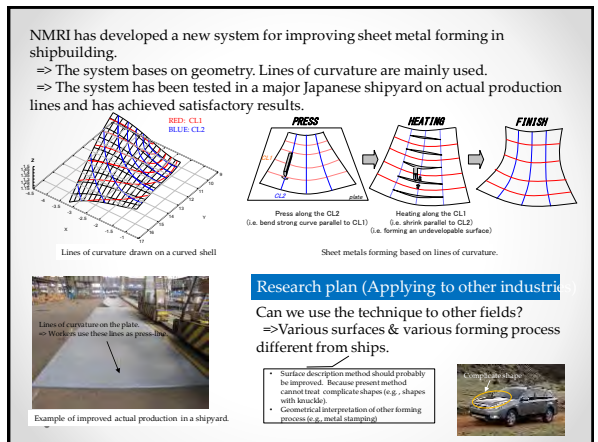 NMRI has developed a new system for improving sheet metal forming in
shipbuilding.
=> The system bases on geometry. Lines of curvature are mainly used.
=> The system has been tested in a major Japanese shipyard on actual production
lines and has achieved satisfactory results.
RED: CL1
BLUE: CL2
Z
X
Y
Lines of curvature drawn on a curved shell
PRESS
HEATING
FINISH
CL1
CL2
plate
Press along the CL2
(i.e. bend strong curve parallel to CL1)
Heating along the CL1
(i.e. shrink parallel to CL2)
(i.e. forming an undevelopable surface)
Sheet metals forming based on lines of curvature.
Lines of curvature on the plate.
=> Workers use these lines as press-line.
Example of improved actual production in a shipyard.
Research plan (Applying to other industries)
Can we use the technique to other fields?
=>Various surfaces & various forming process
different from ships.
• Surface description method should probably
be improved. Because present method
cannot treat complicate shapes (e.g., shapes
with knuckle).
• Geometrical interpretation of other forming
process (e.g., metal stamping)
Complicate shape